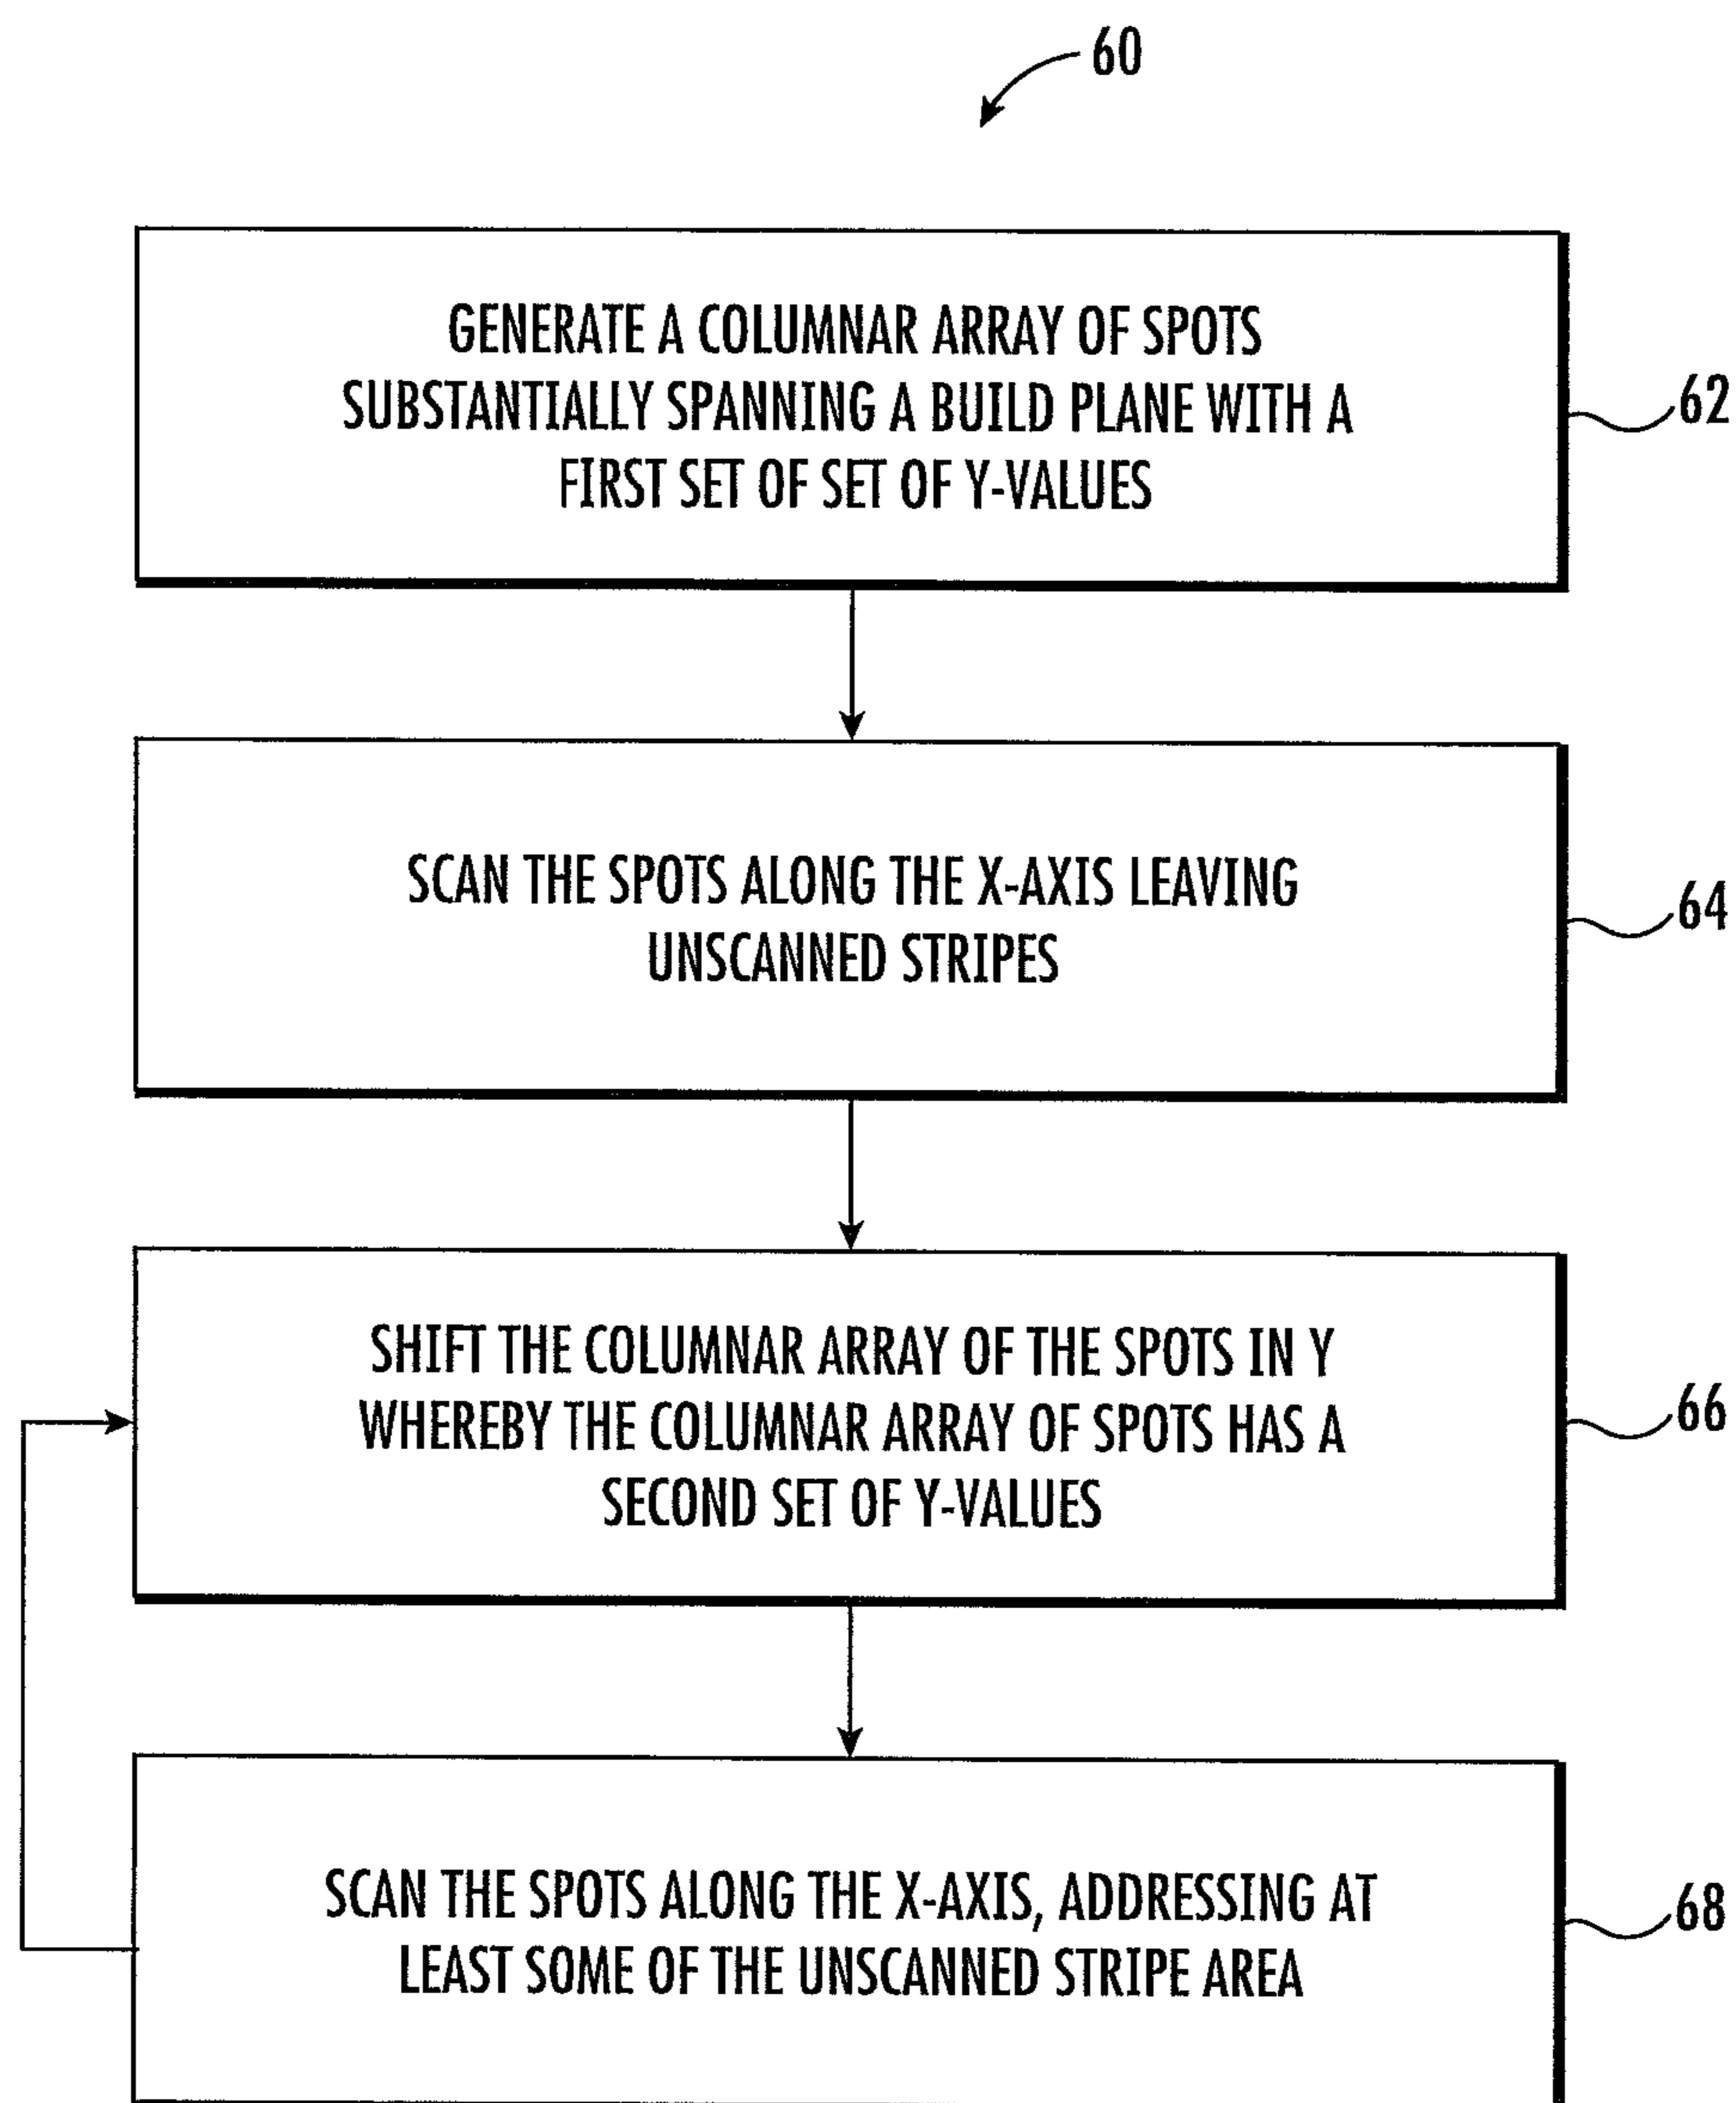 60
GENERATE A COLUMNAR ARRAY OF SPOTS
SUBSTANTIALLY SPANNING A BUILD PLANE WITH A
FIRST SET OF SET OF Y-VALUES
62
SCAN THE SPOTS ALONG THE X-AXIS LEAVING
UNSCANNED STRIPES
64
SHIFT THE COLUMNAR ARRAY OF THE SPOTS IN Y
WHEREBY THE COLUMNAR ARRAY OF SPOTS HAS A
SECOND SET OF Y-VALUES
66
SCAN THE SPOTS ALONG THE X-AXIS, ADDRESSING AT
LEAST SOME OF THE UNSCANNED STRIPE AREA
68